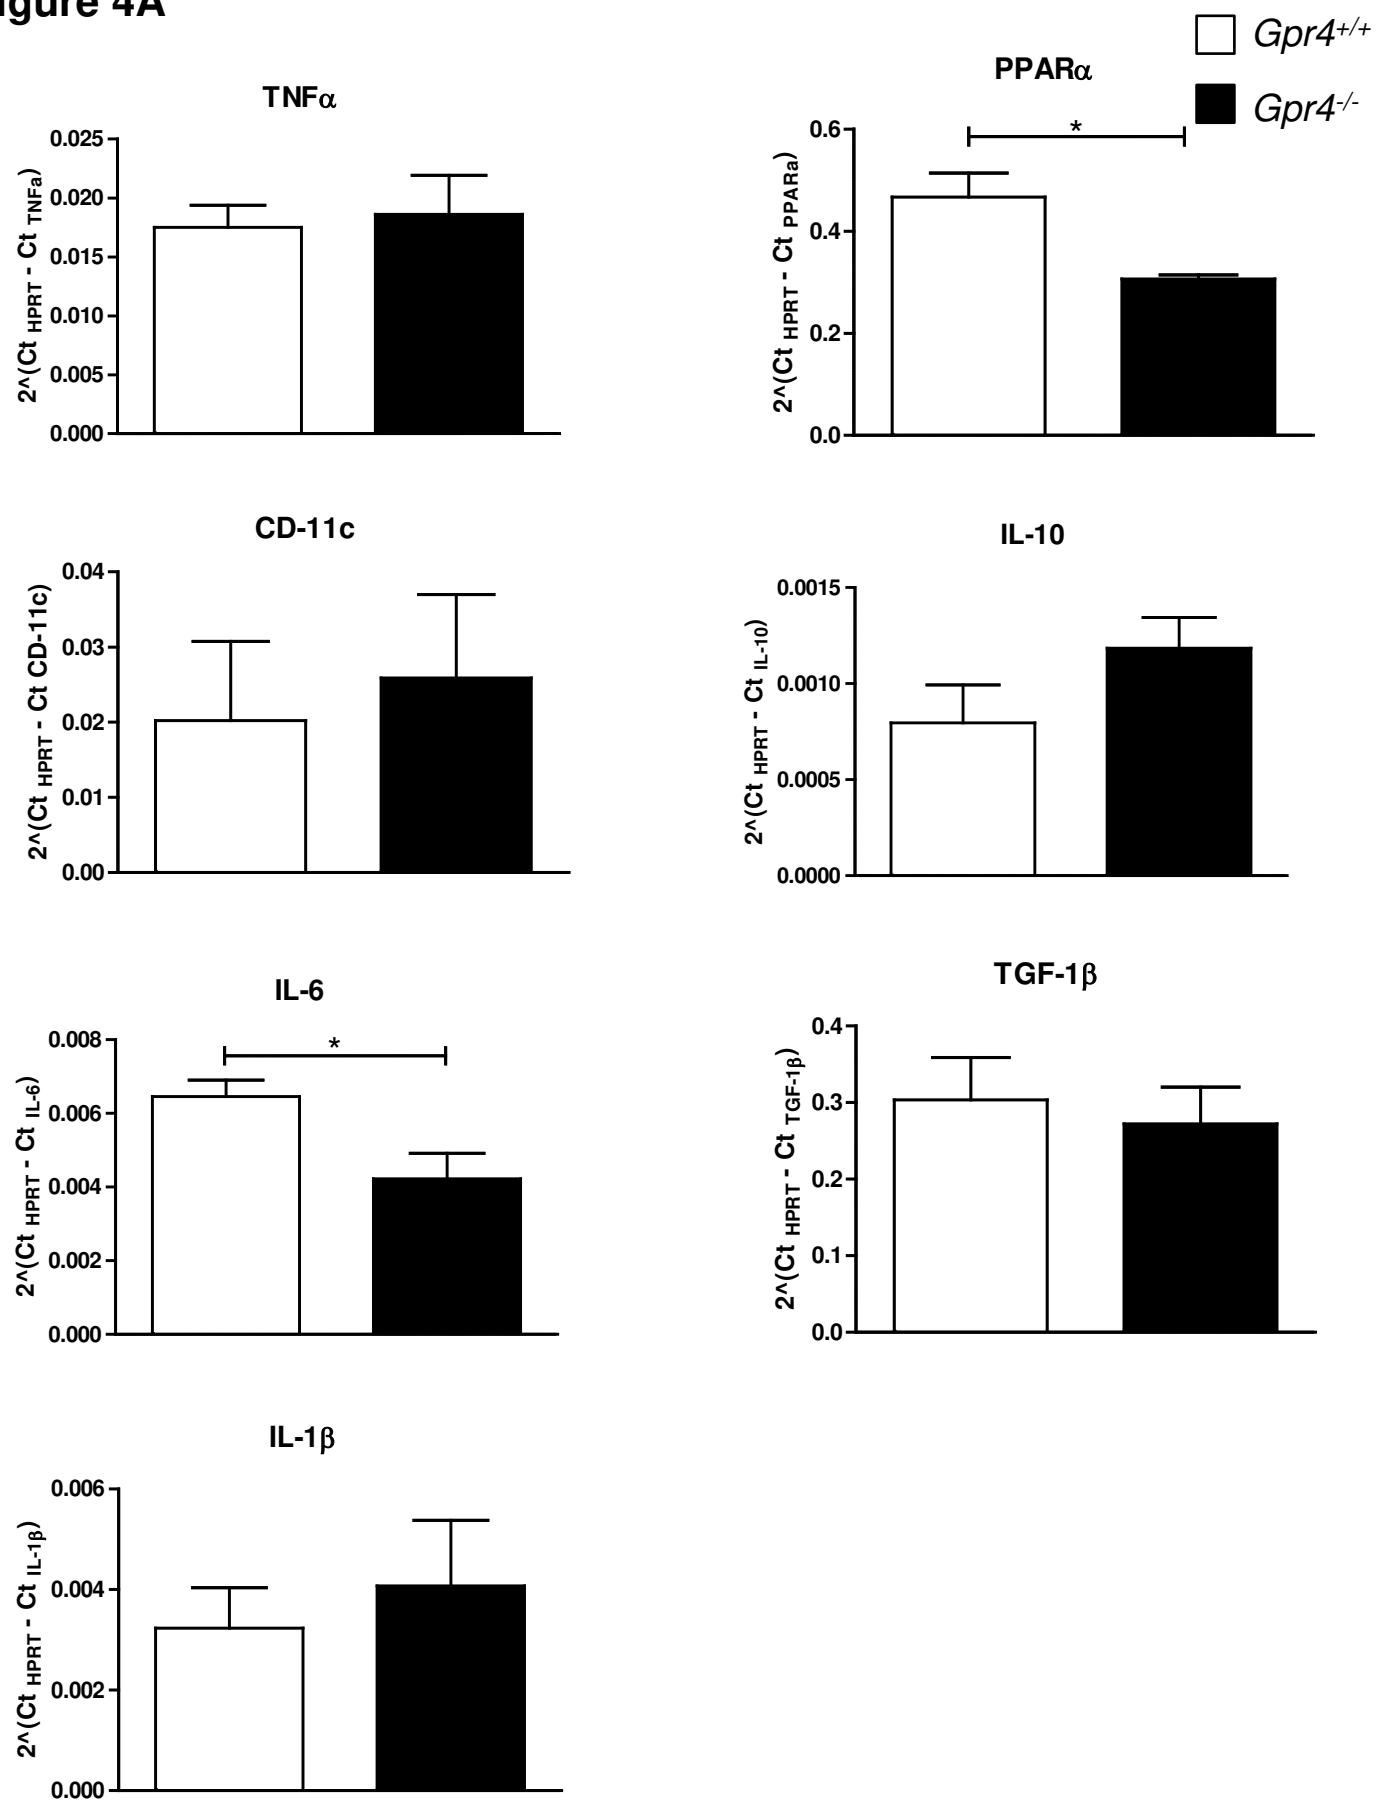 igure 4A
Gpr4+/+
Gpr4-/-
TNFα
2^(Ct HPRT - Ct TNFa)
0.025
0.020
0.015
0.010
0.005
0.000
PPARα
2^(Ct HPRT - Ct PPARa)
0.6
0.4
0.2
0.0
*
CD-11c
2^(Ct HPRT - Ct CD-11c)
0.04
0.03
0.02
0.01
0.00
IL-10
2^(Ct HPRT - Ct IL-10)
0.0015
0.0010
0.0005
0.0000
IL-6
2^(Ct HPRT - Ct IL-6)
0.008
0.006
0.004
0.002
0.000
*
TGF-1β
2^(Ct HPRT - Ct TGF-1β)
0.4
0.3
0.2
0.1
0.0
IL-1β
2^(Ct HPRT - Ct IL-1β)
0.006
0.004
0.002
0.000